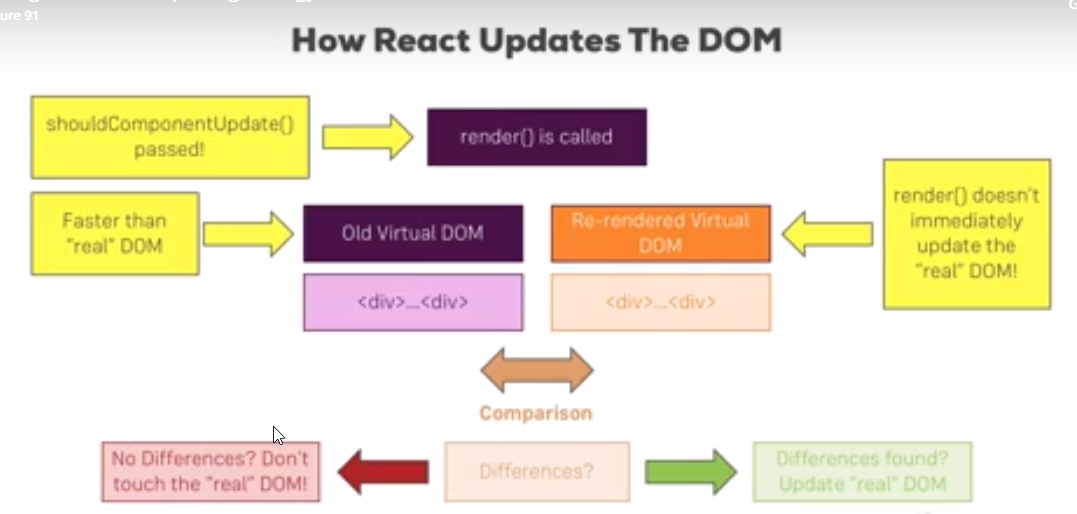 ure 91
How React Updates The DOM
shouldComponentUpdate()
passed!
render() is called
render() doesn't
immediately
update the
"real" DOM!
Faster than
"real" DOM
Old Virtual DOM
Re-rendered Virtual
DOM
<div>...<div>
<div>...<div>
Comparison
No Differences? Don't
touch the "real" DOM!
Differences?
Differences found?
Update "real" DOM